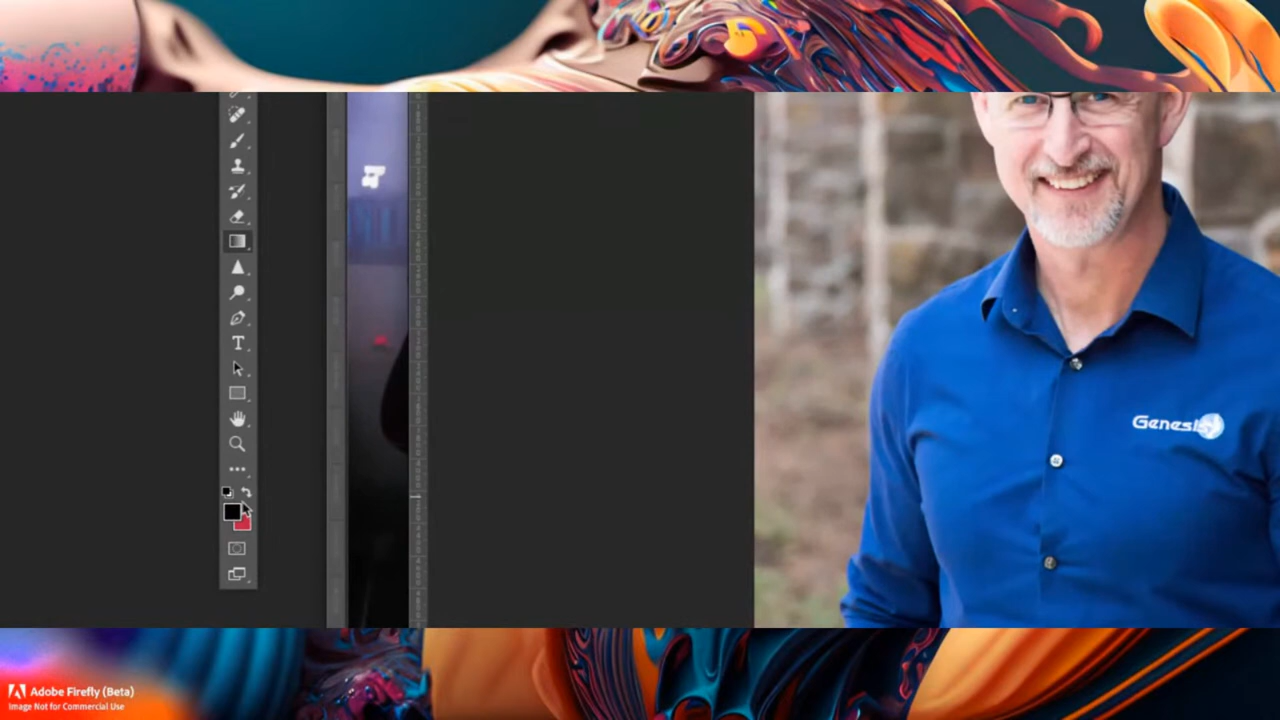 Genesis
Adobe Firefly (Beta)
Image Not for Commercial Use